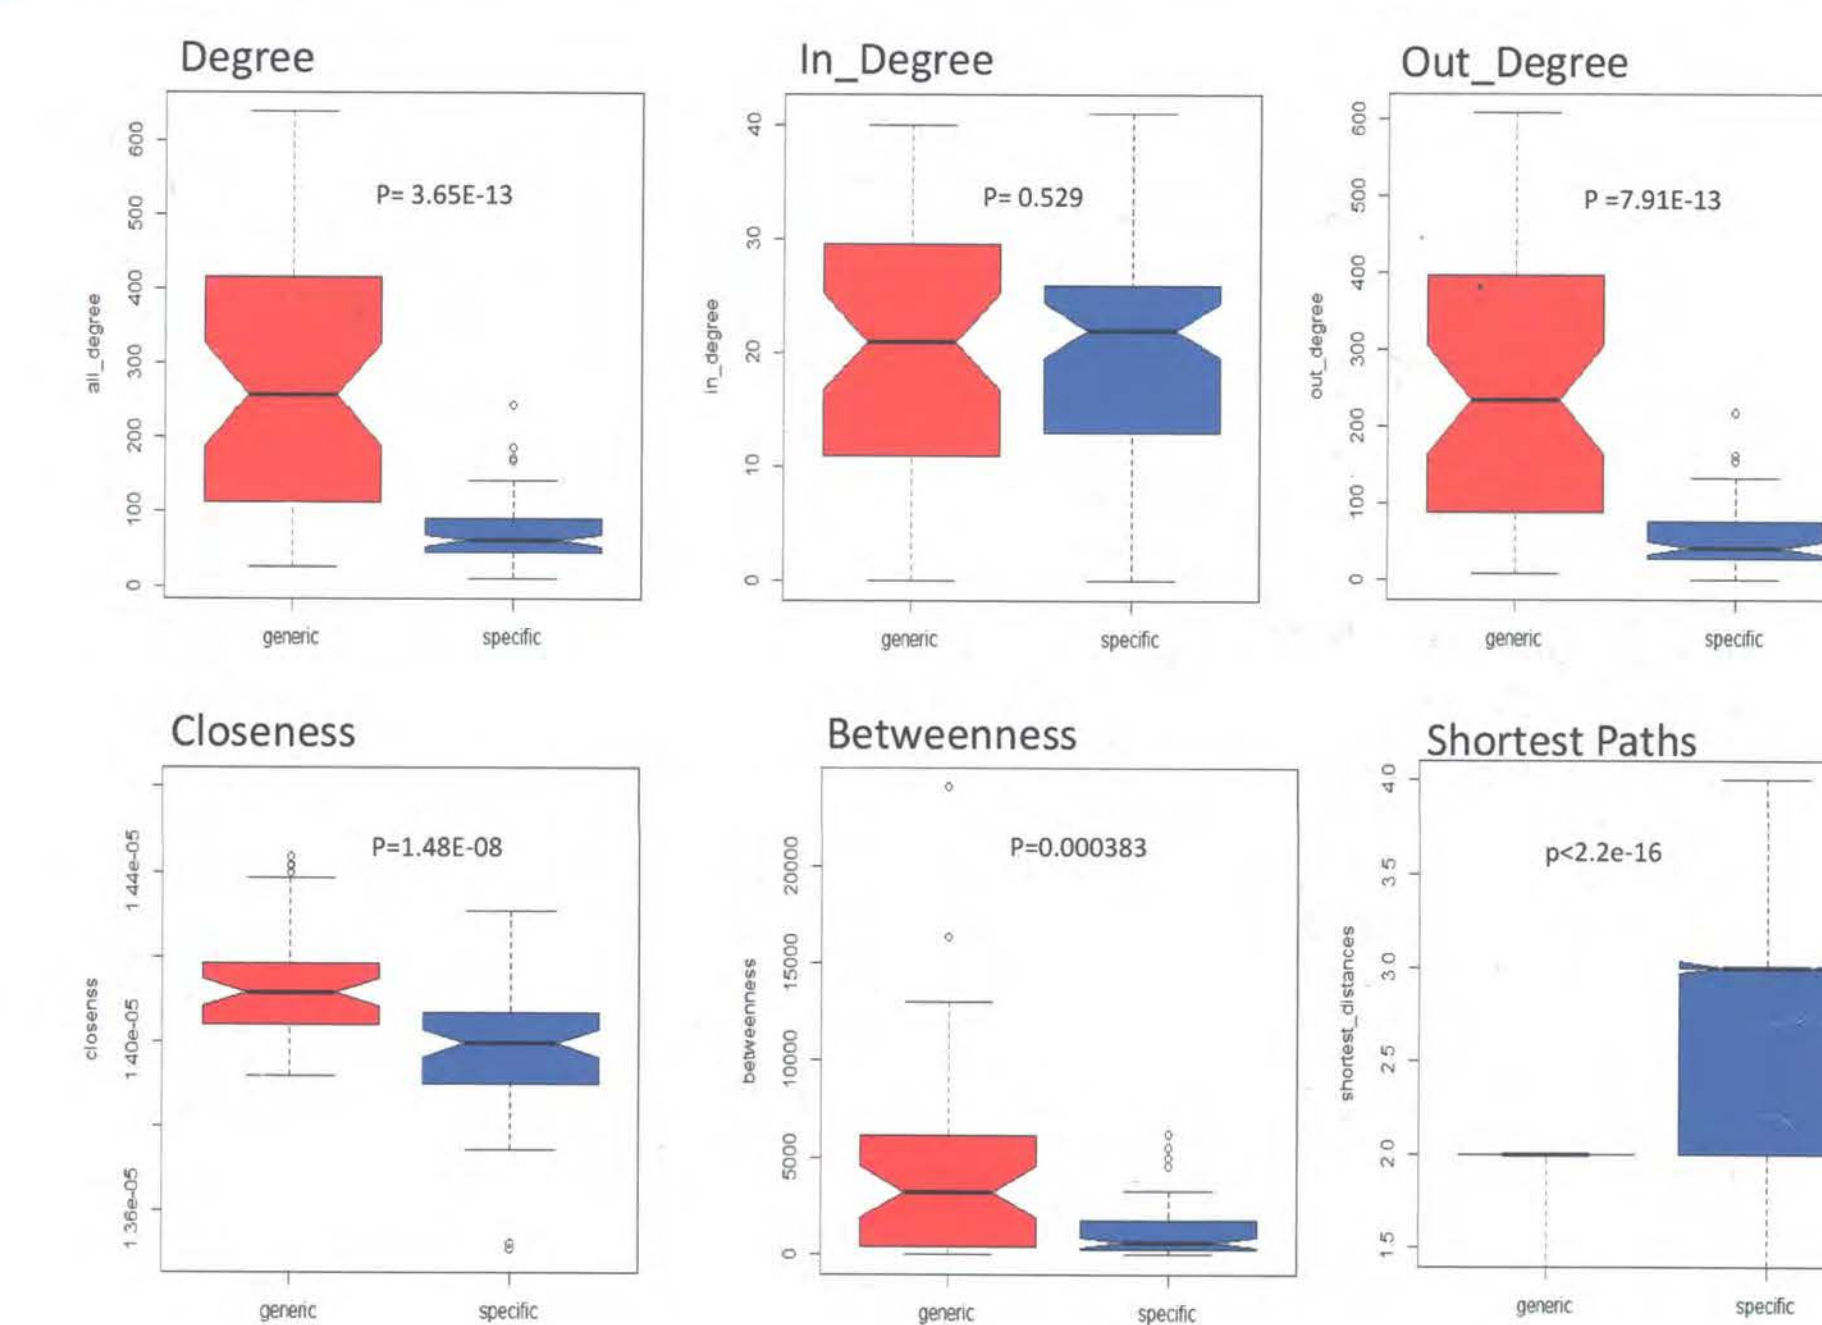 Degree
In_Degree
Out_Degree
all_degree
0
100
200
300
400
500
600
P= 3.65E-13
generic
specific
in_degree
0
10
20
30
40
P= 0.529
generic
specific
out_degree
0
100
200
300
400
500
600
P =7.91E-13
generic
specific
Closeness
Betweenness
Shortest Paths
closenss
1 36e-05
1 40e-05
1 44e-05
P=1.48E-08
generic
specific
betweenness
0
5000
10000
15000
20000
P=0.000383
generic
specific
shortest_distances
1 5
2 0
2 5
3 0
3 5
4 0
p<2.2e-16
generic
specific